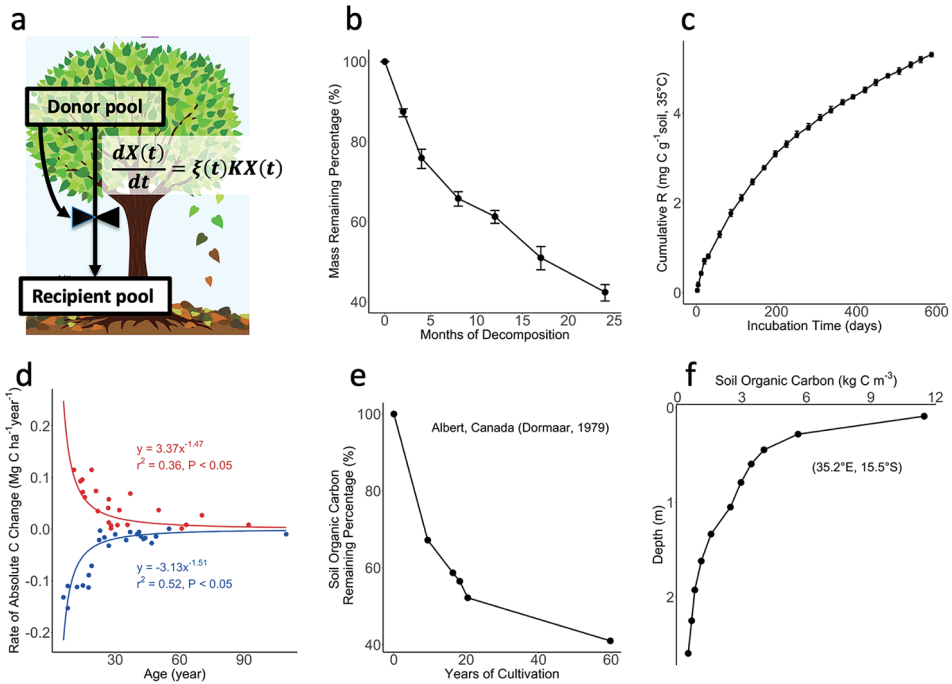 a
Donor pool
dX(t)
dt
= ξ(t)KX(t)
Recipient pool
b
Mass Remaining Percentage (%)
100
80
60
40
0
5
10
15
20
25
Months of Decomposition
c
Cumulative R (mg C g⁻¹soil, 35°C)
4
2
0
0
200
400
600
Incubation Time (days)
d
Rate of Absolute C Change (Mg C ha⁻¹year⁻¹)
0.2
0.1
0.0
-0.1
-0.2
y = 3.37x⁻¹·⁴⁷
r² = 0.36, P < 0.05
y = -3.13x⁻¹·⁵¹
r² = 0.52, P < 0.05
30
60
90
Age (year)
e
Soil Organic Carbon
Remaining Percentage (%)
100
80
60
40
Albert, Canada (Dormaar, 1979)
0
20
40
60
Years of Cultivation
f
Soil Organic Carbon (kg C m⁻³)
0
3
6
9
12
Depth (m)
0
1
2
(35.2°E, 15.5°S)